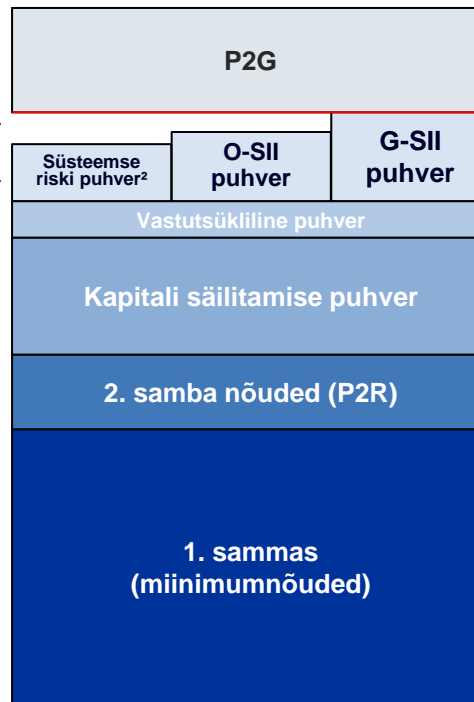 P2G
Süsteemse
riski puhver²
O-SII
puhver
G-SII
puhver
Vastutsükliline puhver
Kapitali säilitamise puhver
2. samba nõuded (P2R)
1. sammas
(miinimumnõuded)